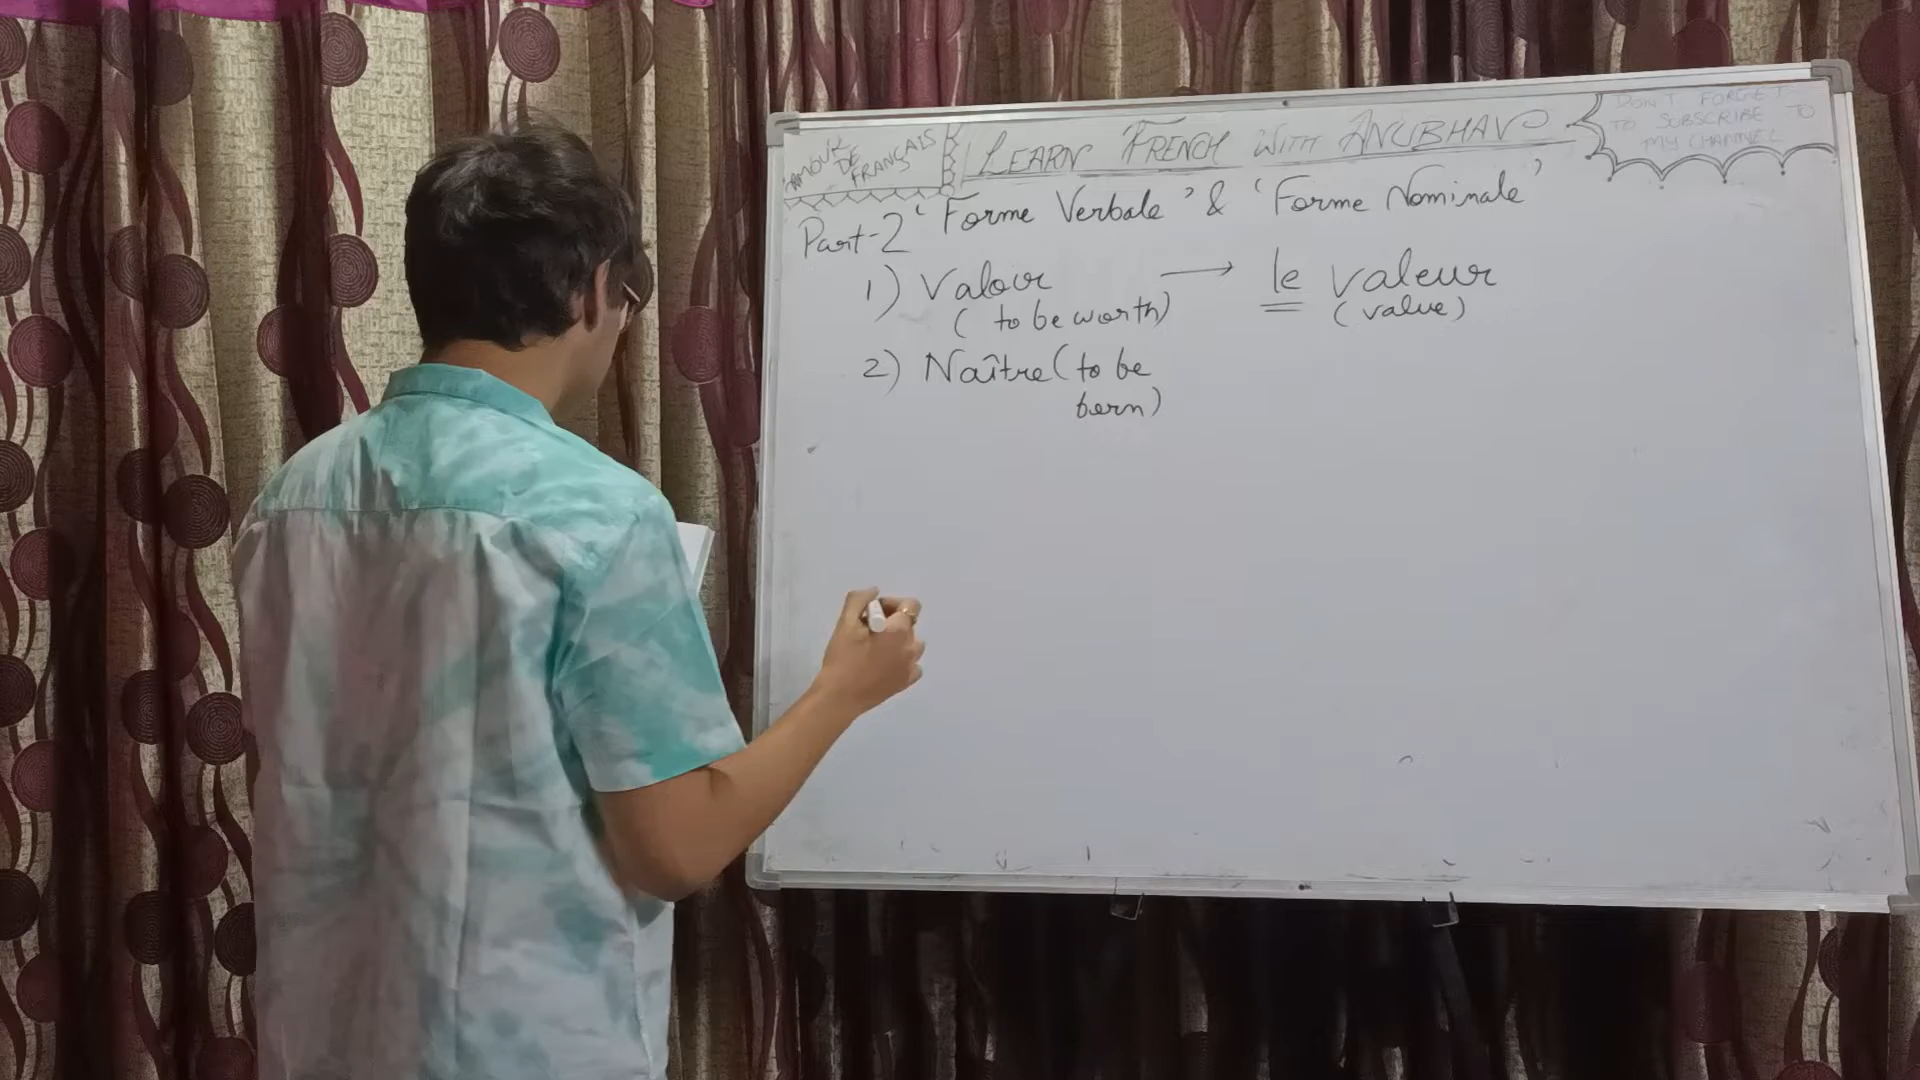 AMOUR
DE
FRANÇAIS
LEARN FRENCH WITH ANUBHAV
DON'T FORGET
TO SUBSCRIBE TO
MY CHANNEL
Part-2 'Forme Verbale' & 'Forme Nominale'
1) Valoir → le valeur
(to be worth) (value)
2) Naître (to be
born)